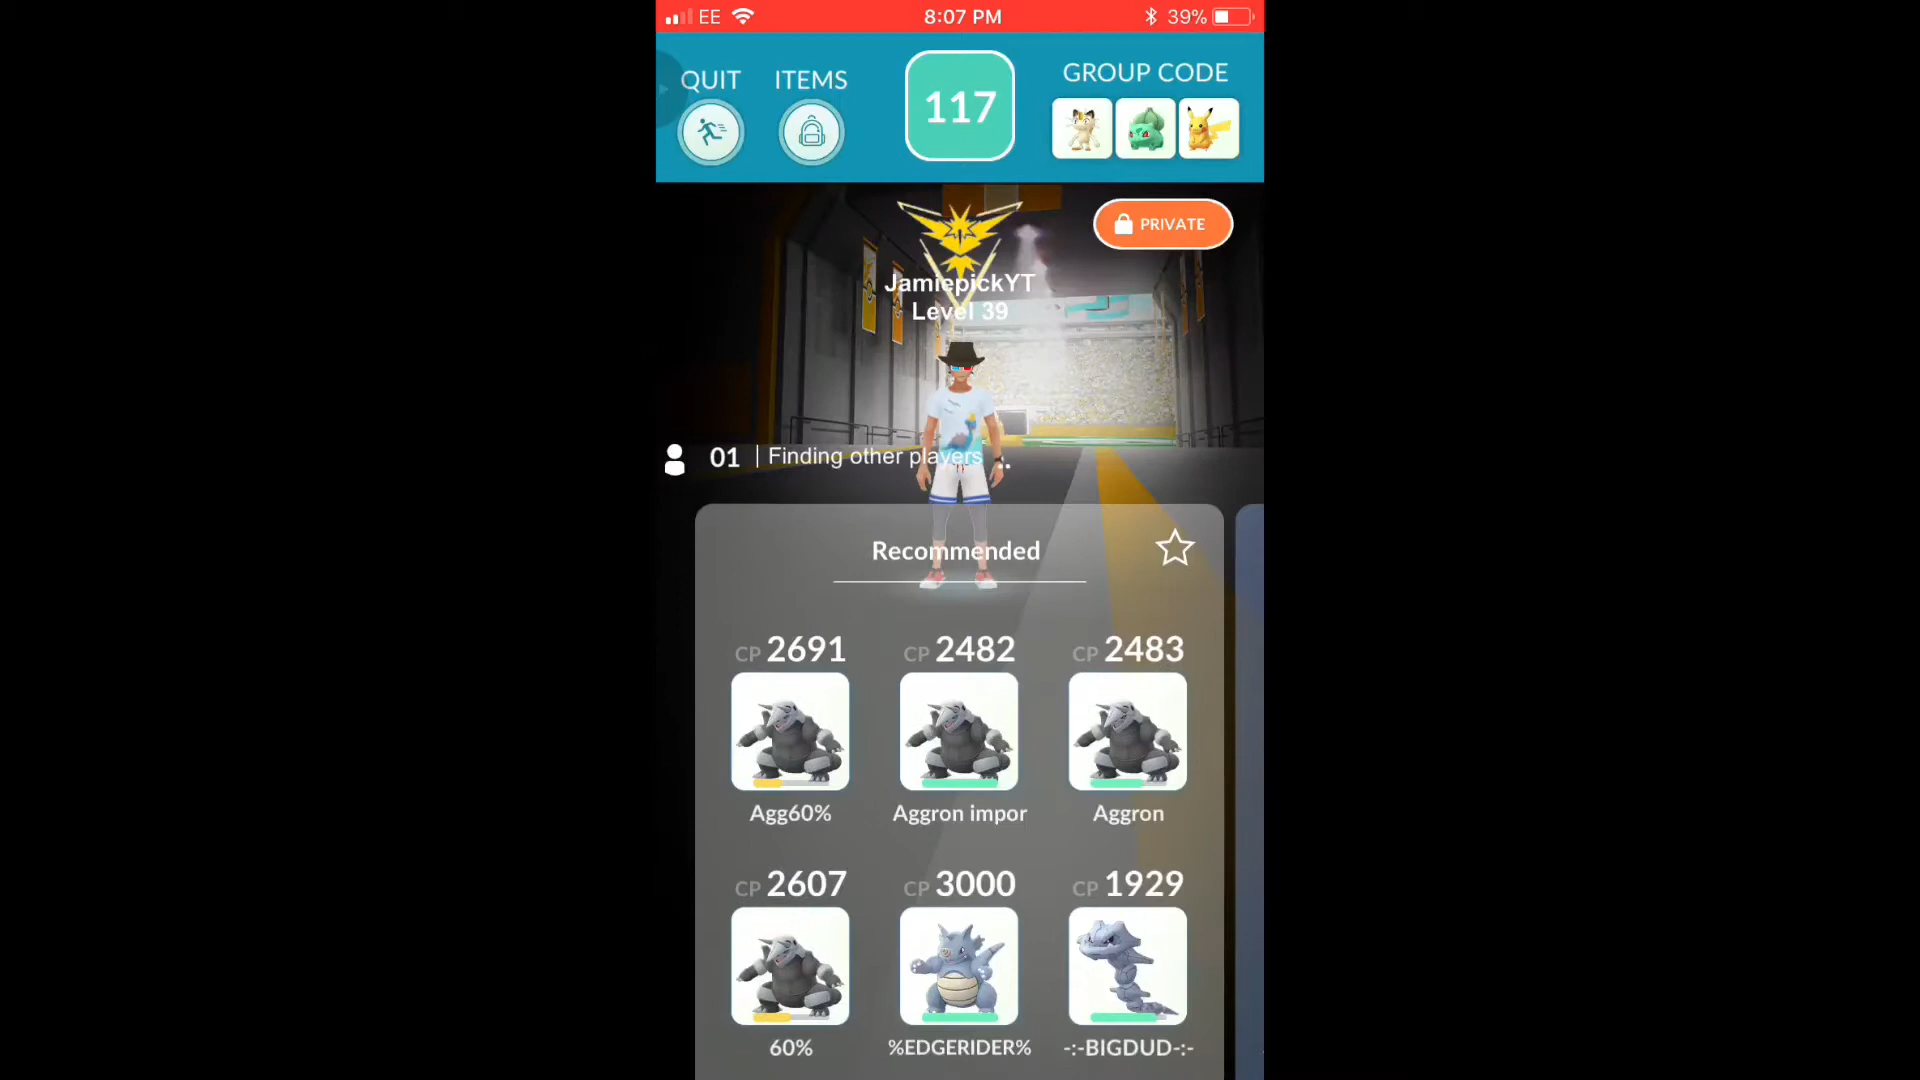 EE 8:07 PM 39%
QUIT ITEMS 117 GROUP CODE
PRIVATE
JamiepickYT
Level 39
01 | Finding other players ..
Recommended
CP 2691 CP 2482 CP 2483
Agg60% Aggron impor Aggron
CP 2607 CP 3000 CP 1929
60% %EDGERIDER% -:-BIGDUD-:-